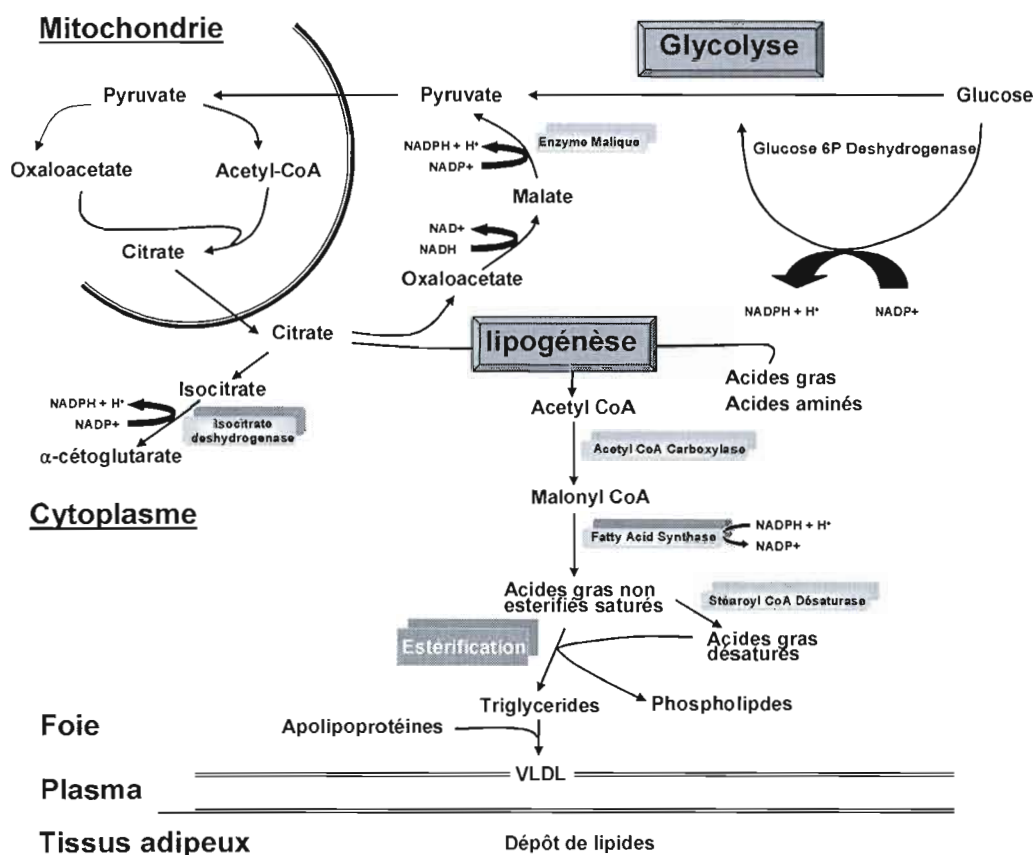 Mitochondrie
Glycolyse
Pyruvate
Pyruvate
Glucose
NADPH + H+
Enzyme Malique
Glucose 6P Deshydrogenase
NADP+
Oxaloacetate
Acetyl-CoA
Malate
NAD+
NADH
Citrate
Oxaloacetate
NADPH + H+
NADP+
Citrate
lipogénèse
Isocitrate
Acides gras
Acides aminés
NADPH + H+
NADP+
Isocitrate
deshydrogenase
Acetyl CoA
α-cétoglutarate
Acetyl CoA Carboxylase
Malonyl CoA
Cytoplasme
Fatty Acid Synthase
NADPH + H+
NADP+
Acides gras non
esterifiés saturés
Stéaroyl CoA Désaturase
Estérification
Acides gras
désaturés
Triglycerides
Phospholipdes
Foie
Apolipoprotéines
VLDL
Plasma
Tissus adipeux
Dépôt de lipides